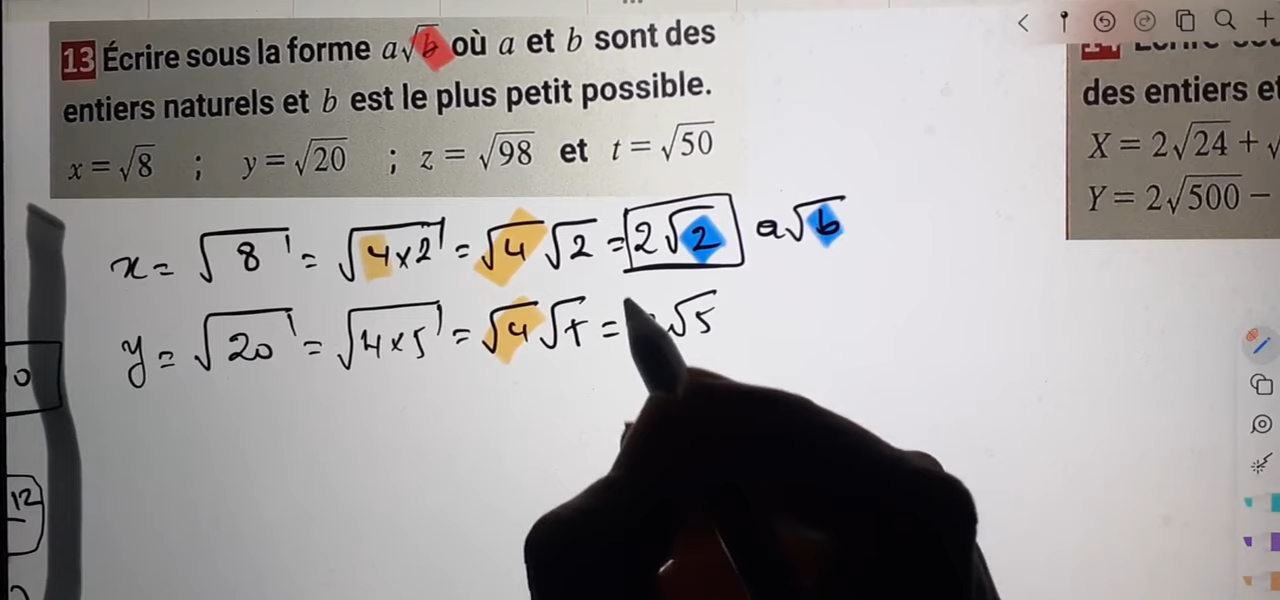 13 Écrire sous la forme a√b où a et b sont des
entiers naturels et b est le plus petit possible.
x = √8 ; y = √20 ; z = √98 et t = √50
des entiers et
X = 2√24 + √
Y = 2√500 −
x = √8 = √4×2 = √4 √2 = 2√2 a√b
y = √20 = √4×5 = √4 √5 = √5
0
12